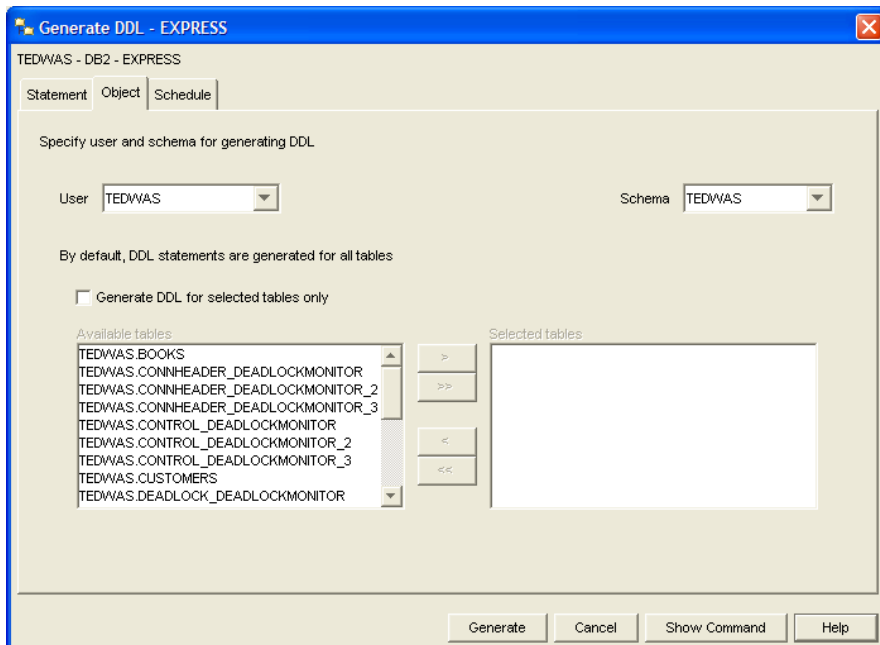 Generate DDL - EXPRESS
TEDWAS - DB2 - EXPRESS
Statement Object Schedule
Specify user and schema for generating DDL
User TEDWAS Schema TEDWAS
By default, DDL statements are generated for all tables
Generate DDL for selected tables only
Available tables Selected tables
TEDWAS.BOOKS
TEDWAS.CONNHEADER_DEADLOCKMONITOR
TEDWAS.CONNHEADER_DEADLOCKMONITOR_2
TEDWAS.CONNHEADER_DEADLOCKMONITOR_3
TEDWAS.CONTROL_DEADLOCKMONITOR
TEDWAS.CONTROL_DEADLOCKMONITOR_2
TEDWAS.CONTROL_DEADLOCKMONITOR_3
TEDWAS.CUSTOMERS
TEDWAS.DEADLOCK_DEADLOCKMONITOR
>
>>
<
<<
Generate Cancel Show Command Help